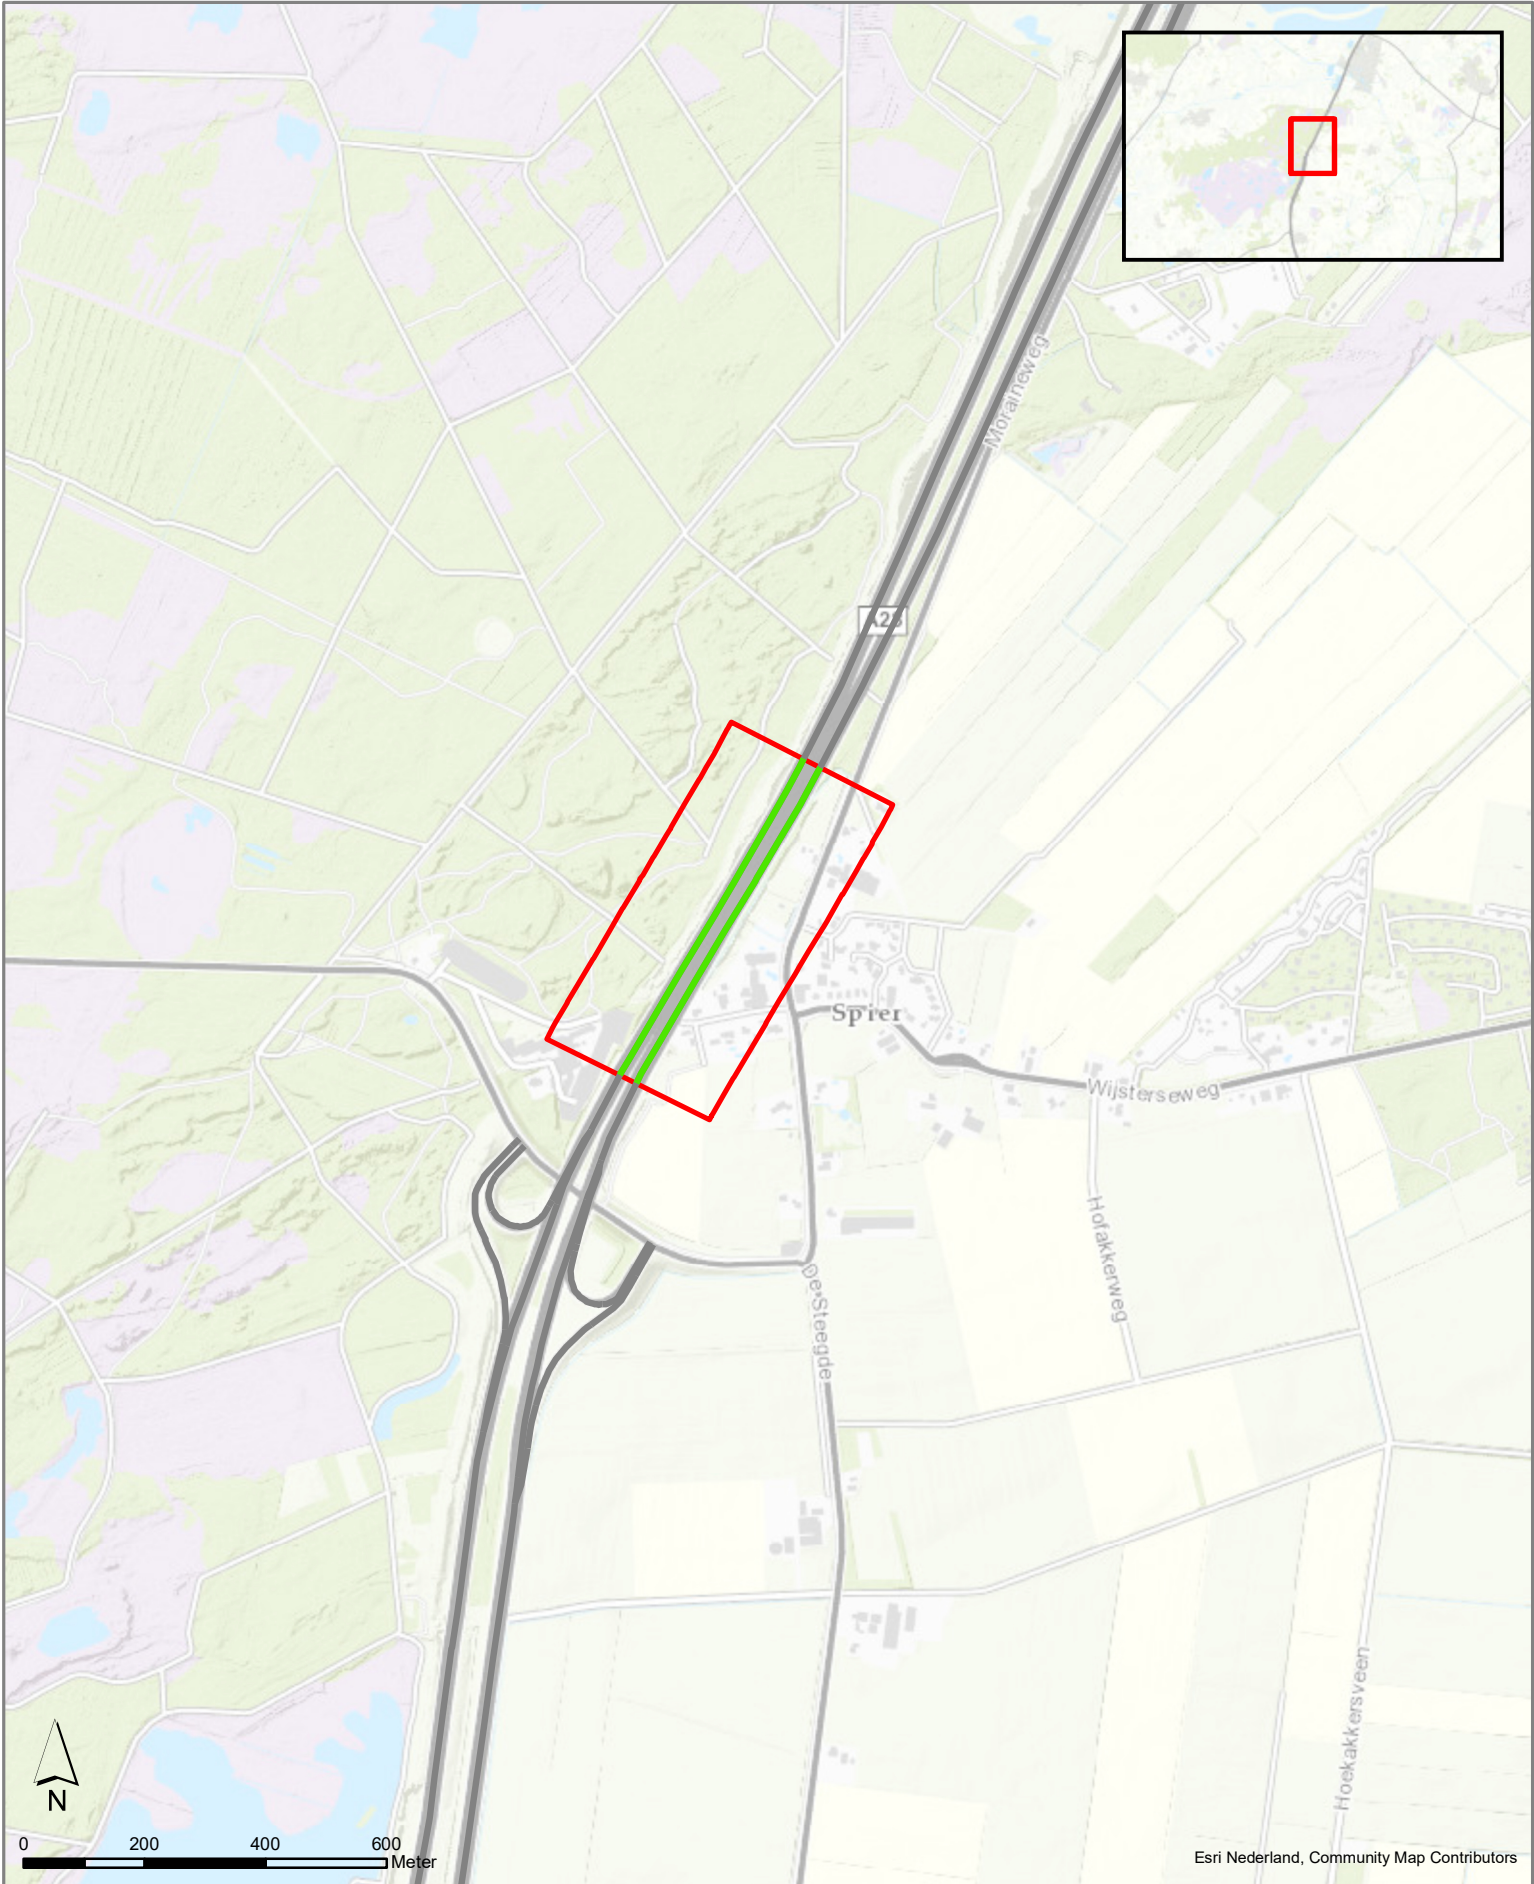 Moraineweg
A28
Spier
Wijsterseweg
Hofakkerweg
De Steegde
Hoekakkersveen
N
0 200 400 600
Meter
Esri Nederland, Community Map Contributors